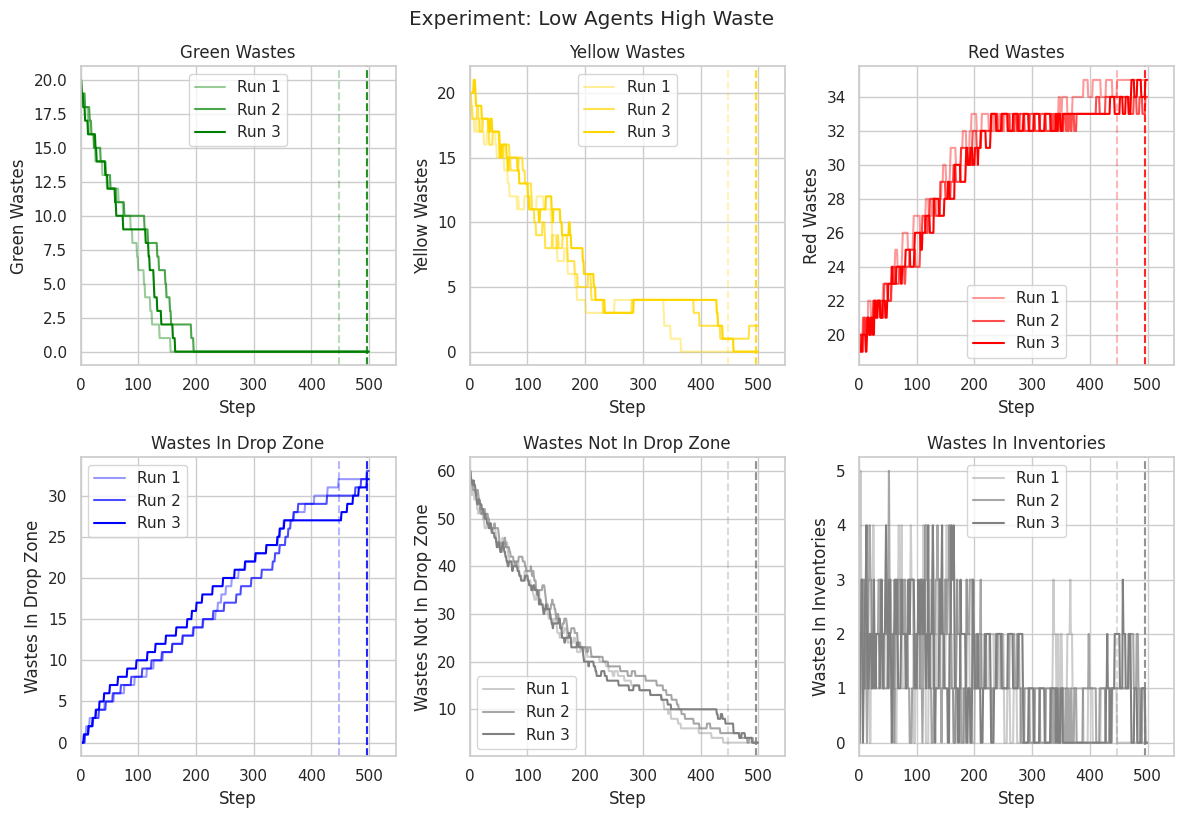 Experiment: Low Agents High Waste
Green Wastes
Green Wastes
20.0
17.5
15.0
12.5
10.0
7.5
5.0
2.5
0.0
Run 1
Run 2
Run 3
0 100 200 300 400 500
Step
Yellow Wastes
Yellow Wastes
20
15
10
5
0
Run 1
Run 2
Run 3
0 100 200 300 400 500
Step
Red Wastes
Red Wastes
34
32
30
28
26
24
22
20
Run 1
Run 2
Run 3
0 100 200 300 400 500
Step
Wastes In Drop Zone
Wastes In Drop Zone
30
25
20
15
10
5
0
Run 1
Run 2
Run 3
0 100 200 300 400 500
Step
Wastes Not In Drop Zone
Wastes Not In Drop Zone
60
50
40
30
20
10
Run 1
Run 2
Run 3
0 100 200 300 400 500
Step
Wastes In Inventories
Wastes In Inventories
5
4
3
2
1
0
Run 1
Run 2
Run 3
0 100 200 300 400 500
Step